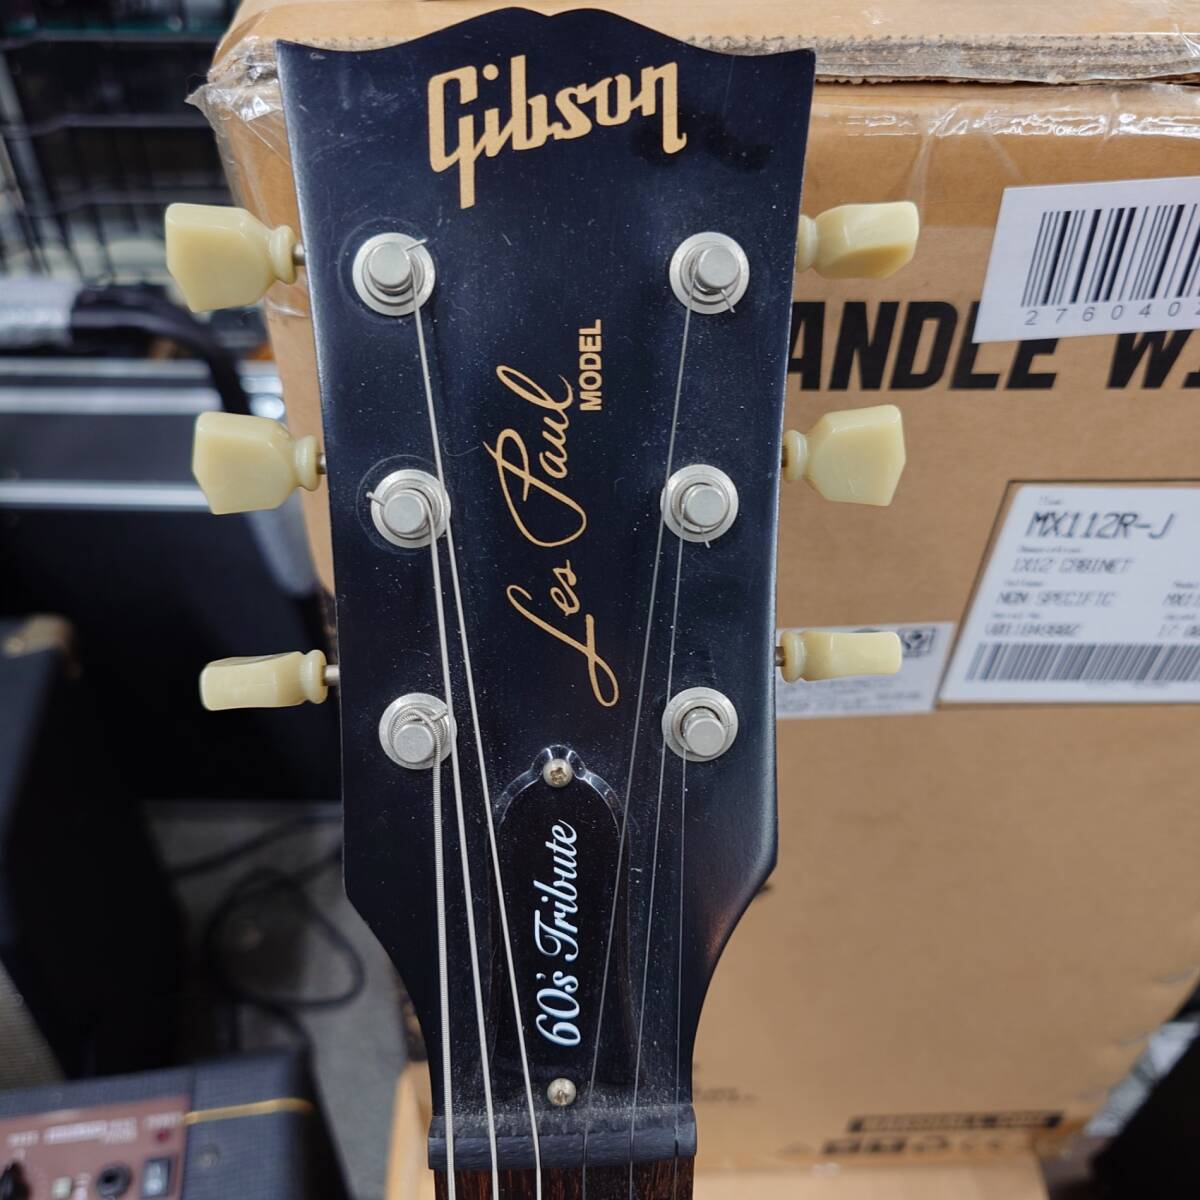 Gibson
Les Paul
MODEL
60's Tribute
ANDLE W
276040
MX112R-J
1X12 CABINET
NON SPECIFIC